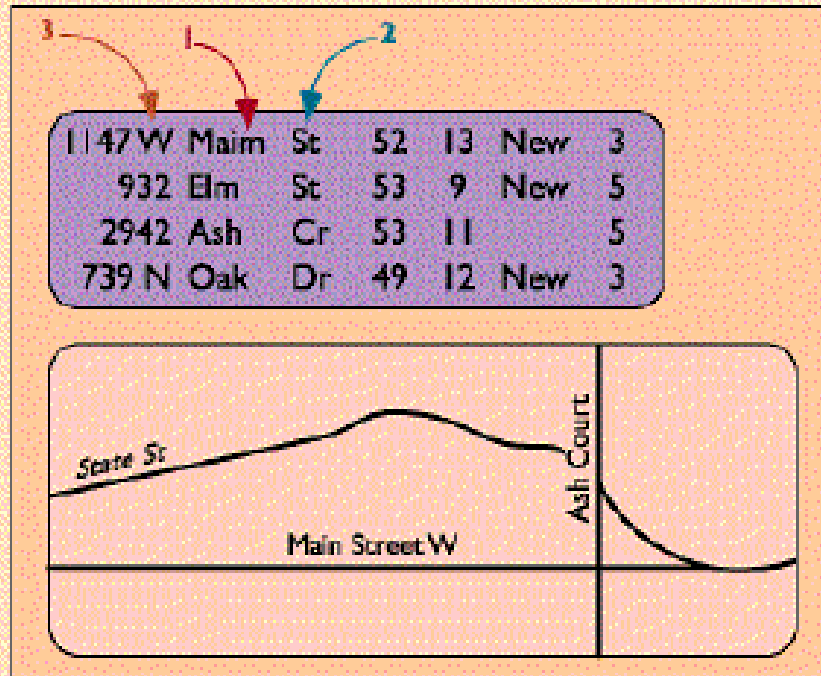 3 1 2
1147 W Maim St 52 13 New 3
932 Elm St 53 9 New 5
2942 Ash Cr 53 11 5
739 N Oak Dr 49 12 New 3
State St
Ash Court
Main Street W